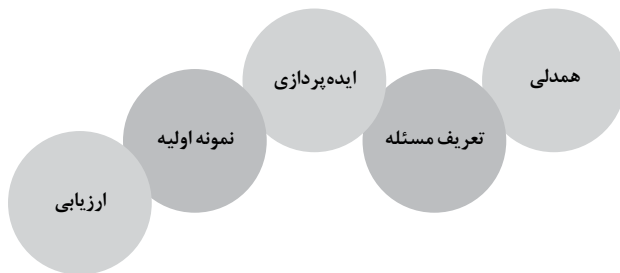 همدلی
تعریف مسئله
ایده‌پردازی
نمونه اولیه
ارزیابی